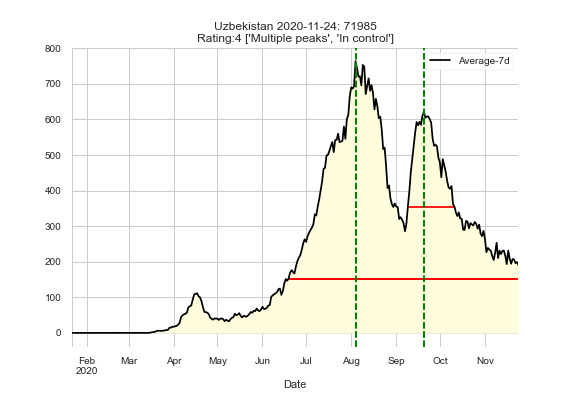 Uzbekistan 2020-11-24: 71985
Rating:4 ['Multiple peaks', 'In control']
Average-7d
800
700
600
500
400
300
200
100
0
Feb Mar Apr May Jun Jul Aug Sep Oct Nov
2020
Date